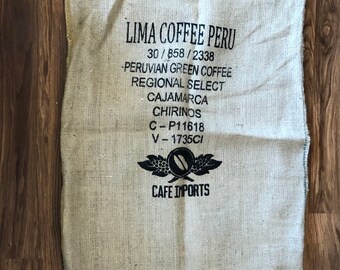 LIMA COFFEE PERU
30 / 858 / 2338
PERUVIAN GREEN COFFEE
REGIONAL SELECT
CAJAMARCA
CHIRINOS
C - P11618
V - 1735CI
CAFE IMPORTS